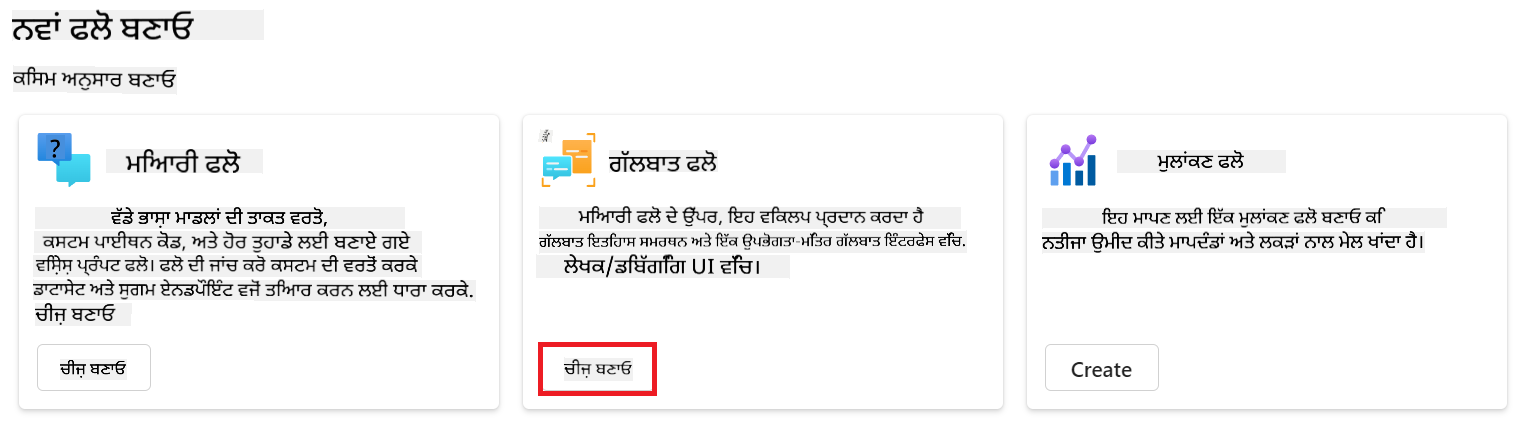 ਨਵਾਂ ਫਲੋ ਬਣਾਓ
ਕਸਿਮ ਅਨੁਸਾਰ ਬਣਾਓ
?
ਮਿਆਰੀ ਫਲੋ
ਵੱਡੇ ਭਾਸ਼ਾ ਮਾਡਲਾਂ ਦੀ ਤਾਕਤ ਵਰਤੋ,
ਕਸਟਮ ਪਾਈਥਨ ਕੋਡ, ਅਤੇ ਹੋਰ ਤੁਹਾਡੇ ਲਈ ਬਣਾਏ ਗਏ
ਵਿਸ਼ਿਸ਼ ਪ੍ਰੰਪਟ ਫਲੋ। ਫਲੋ ਦੀ ਜਾਂਚ ਕਰੋ ਕਸਟਮ ਦੀ ਵਰਤੋਂ ਕਰਕੇ
ਡਾਟਾਸੇਟ ਅਤੇ ਸੁਗਮ ਏਨਡਪੌਇੰਟ ਵਜੋਂ ਤਿਆਰ ਕਰਨ ਲਈ ਧਾਰਾ ਕਰਕੇ.
ਚੀਜ਼ ਬਣਾਓ
ਚੀਜ਼ ਬਣਾਓ
ਗੱਲਬਾਤ ਫਲੋ
ਮਿਆਰੀ ਫਲੋ ਦੇ ਉੱਪਰ, ਇਹ ਵਕਿਲਪ ਪ੍ਰਦਾਨ ਕਰਦਾ ਹੈ
ਗੱਲਬਾਤ ਇਤਿਹਾਸ ਸਮਰਥਨ ਅਤੇ ਇੱਕ ਉਪਭੋਗਤਾ-ਮਿੱਤਰ ਗੱਲਬਾਤ ਇੰਟਰਫੇਸ ਵਿੱਚ.
ਲੇਖਕ/ਡਿਬੱਗਿੰਗ UI ਵਿੱਚ।
ਚੀਜ਼ ਬਣਾਓ
ਮੁਲਾਂਕਣ ਫਲੋ
ਇਹ ਮਾਪਣ ਲਈ ਇੱਕ ਮੁਲਾਂਕਣ ਫਲੋ ਬਣਾਓ ਕਿ
ਨਤੀਜਾ ਉਮੀਦ ਕੀਤੇ ਮਾਪਦੰਡਾਂ ਅਤੇ ਲਕੜਾਂ ਨਾਲ ਮੇਲ ਖਾਂਦਾ ਹੈ।
Create